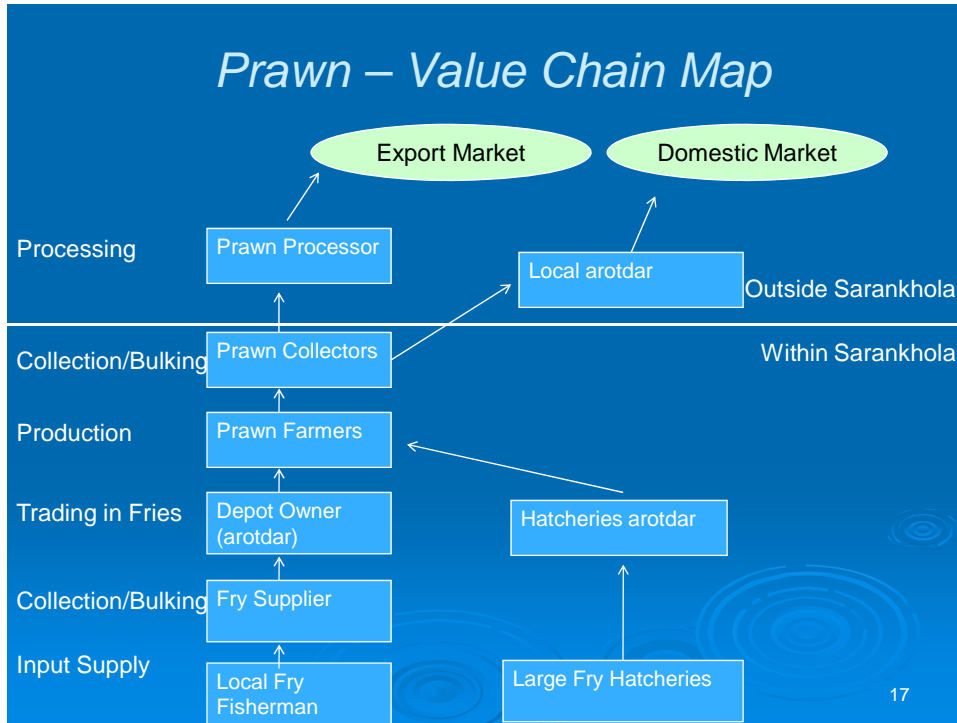 Prawn – Value Chain Map
Export Market
Domestic Market
Processing
Prawn Processor
Local arotdar
Outside Sarankhola
Collection/Bulking
Prawn Collectors
Within Sarankhola
Production
Prawn Farmers
Trading in Fries
Depot Owner
(arotdar)
Hatcheries arotdar
Collection/Bulking
Fry Supplier
Input Supply
Local Fry
Fisherman
Large Fry Hatcheries
17